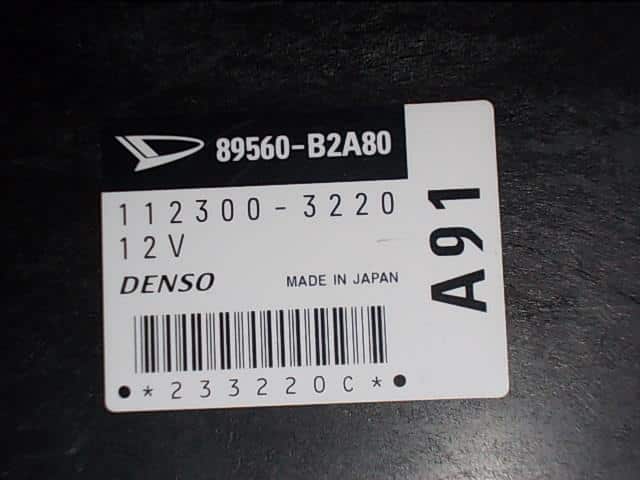 89560-B2A80
112300-3220
12V
DENSO MADE IN JAPAN
*233220C*
A91